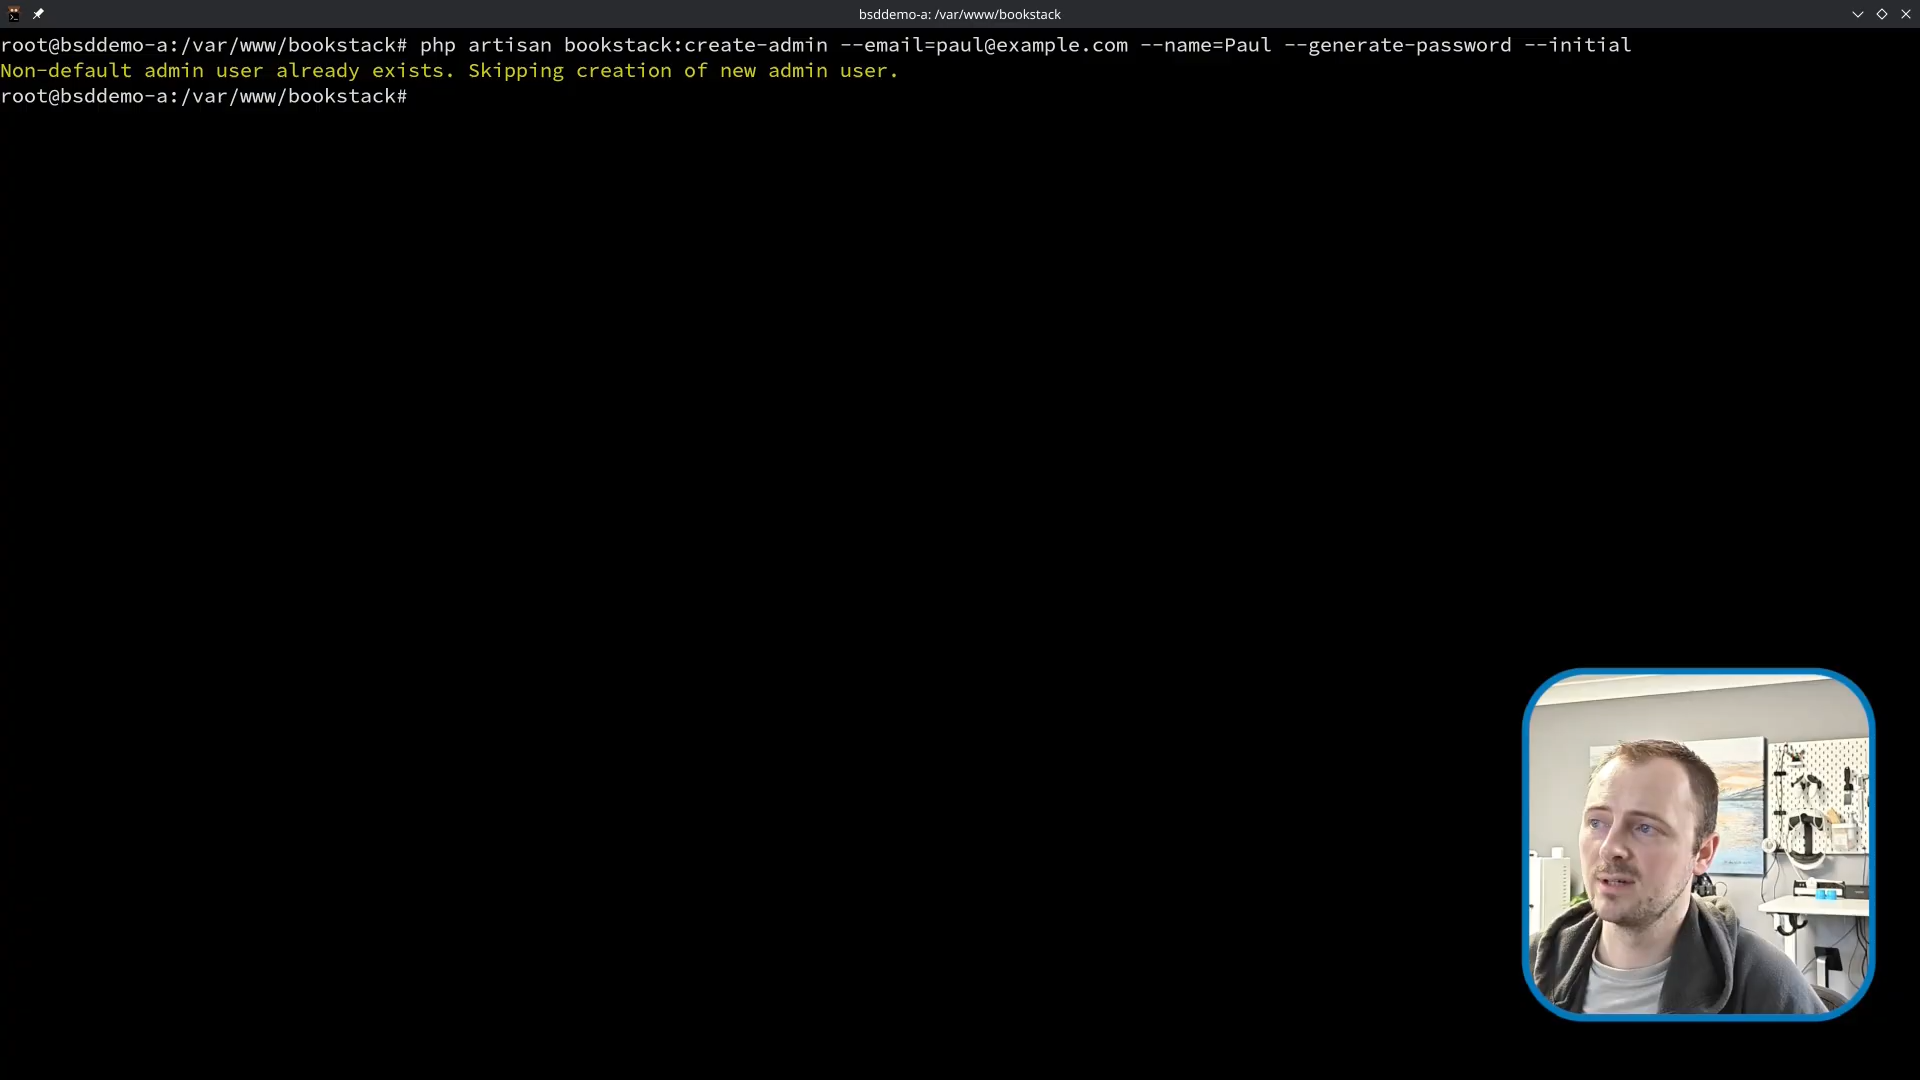 bsddemo-a: /var/www/bookstack
root@bsddemo-a:/var/www/bookstack# php artisan bookstack:create-admin --email=paul@example.com --name=Paul --generate-password --initial
Non-default admin user already exists. Skipping creation of new admin user.
root@bsddemo-a:/var/www/bookstack#